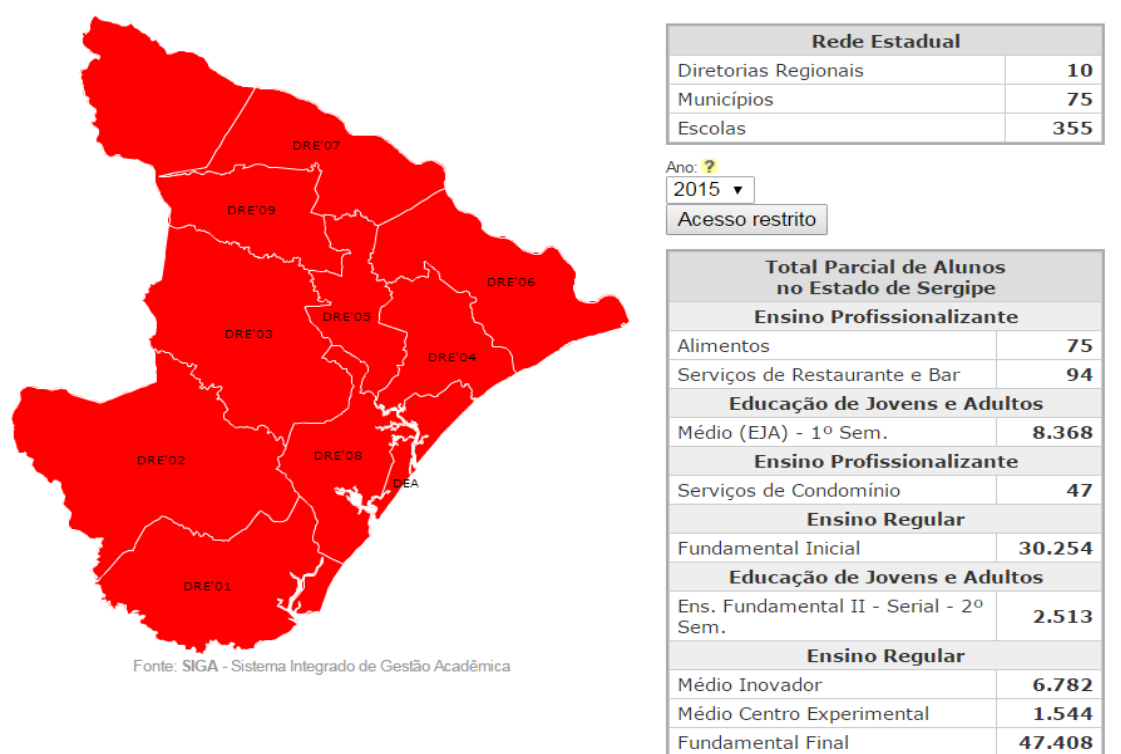 DRE'07
DRE'09
DRE'06
DRE'05
DRE'03
DRE'04
DRE'08
DRE'02
DEA
DRE'01
Fonte: SIGA - Sistema Integrado de Gestão Acadêmica
Rede Estadual
Diretorias Regionais 10
Municípios 75
Escolas 355
Ano: ?
2015 ▼
Acesso restrito
Total Parcial de Alunos
no Estado de Sergipe
Ensino Profissionalizante
Alimentos 75
Serviços de Restaurante e Bar 94
Educação de Jovens e Adultos
Médio (EJA) - 1º Sem. 8.368
Ensino Profissionalizante
Serviços de Condomínio 47
Ensino Regular
Fundamental Inicial 30.254
Educação de Jovens e Adultos
Ens. Fundamental II - Serial - 2º
Sem. 2.513
Ensino Regular
Médio Inovador 6.782
Médio Centro Experimental 1.544
Fundamental Final 47.408